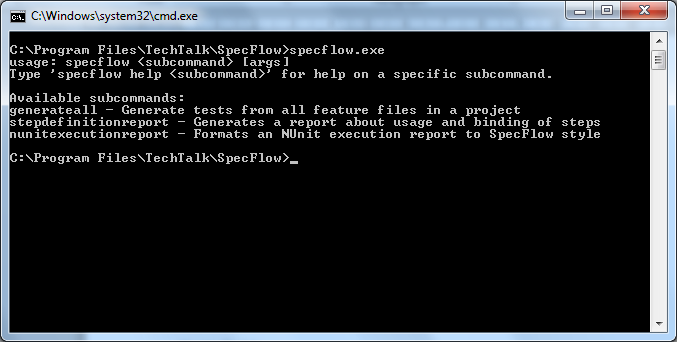 C:\Windows\system32\cmd.exe
C:\Program Files\TechTalk\SpecFlow>specflow.exe
usage: specflow <subcommand> [args]
Type 'specflow help <subcommand>' for help on a specific subcommand.
Available subcommands:
generateall - Generate tests from all feature files in a project
stepdefinitionreport - Generates a report about usage and binding of steps
nunitexecutionreport - Formats an NUnit execution report to SpecFlow style
C:\Program Files\TechTalk\SpecFlow>_